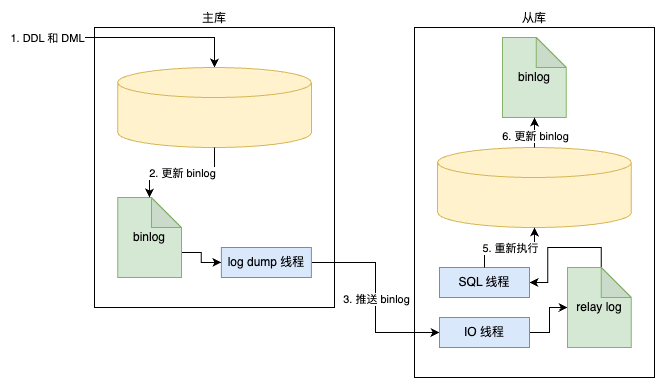 主库
从库
1. DDL 和 DML
binlog
6. 更新 binlog
2. 更新 binlog
binlog
log dump 线程
5. 重新执行
SQL 线程
3. 推送 binlog
relay log
IO 线程